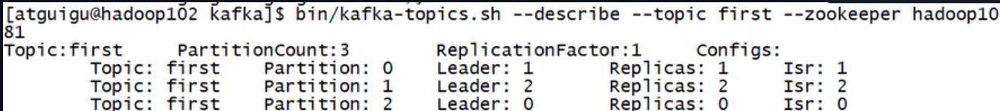 [atguigu@hadoop102 kafka]$ bin/kafka-topics.sh --describe --topic first --zookeeper hadoop10
81
Topic:first PartitionCount:3 ReplicationFactor:1 Configs:
Topic: first Partition: 0 Leader: 1 Replicas: 1 Isr: 1
Topic: first Partition: 1 Leader: 2 Replicas: 2 Isr: 2
Topic: first Partition: 2 Leader: 0 Replicas: 0 Isr: 0